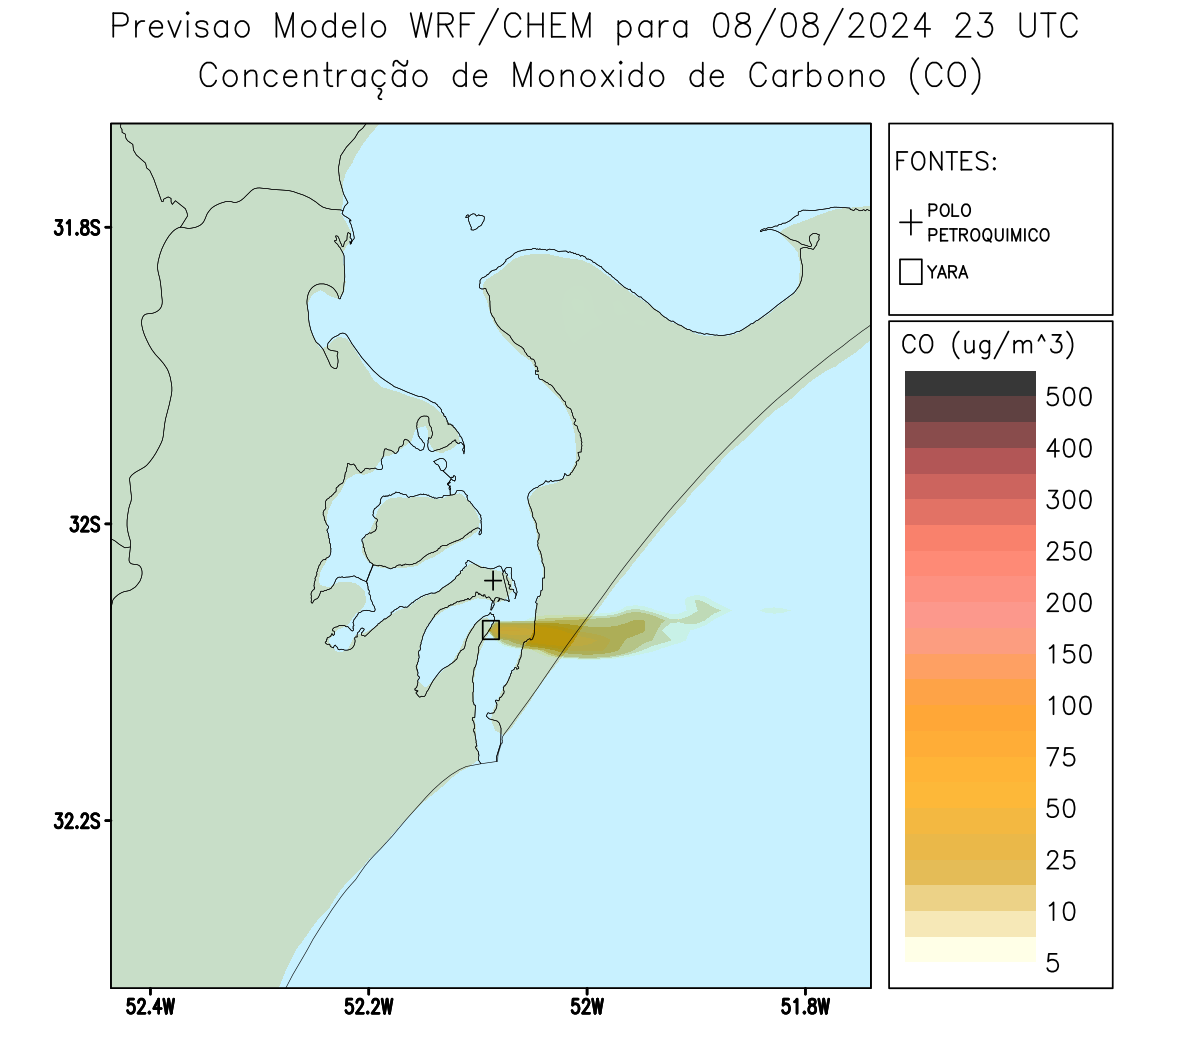 Previsao Modelo WRF/CHEM para 08/08/2024 23 UTC
Concentração de Monoxido de Carbono (CO)
FONTES:
POLO
PETROQUIMICO
YARA
CO (ug/m^3)
500
400
300
250
200
150
100
75
50
25
10
5
31.8S
32S
32.2S
52.4W
52.2W
52W
51.8W